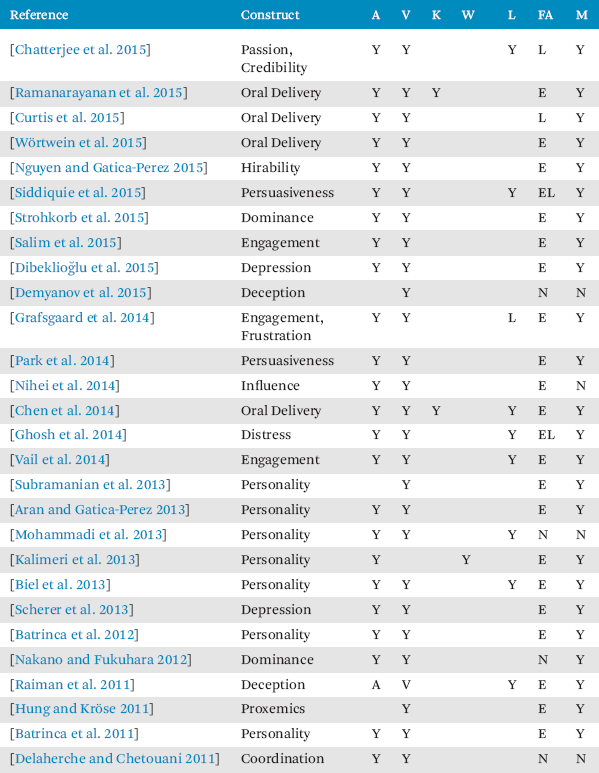 Reference Construct A V K W L FA M
[Chatterjee et al. 2015] Passion, Y Y Y L Y
Credibility
[Ramanarayanan et al. 2015] Oral Delivery Y Y Y E Y
[Curtis et al. 2015] Oral Delivery Y Y L Y
[Wörtwein et al. 2015] Oral Delivery Y Y E Y
[Nguyen and Gatica-Perez 2015] Hirability Y Y E Y
[Siddiquie et al. 2015] Persuasiveness Y Y Y EL Y
[Strohkorb et al. 2015] Dominance Y Y E Y
[Salim et al. 2015] Engagement Y Y E Y
[Dibeklioğlu et al. 2015] Depression Y Y E Y
[Demyanov et al. 2015] Deception Y N N
[Grafsgaard et al. 2014] Engagement, Y Y L E Y
Frustration
[Park et al. 2014] Persuasiveness Y Y E Y
[Nihei et al. 2014] Influence Y Y E N
[Chen et al. 2014] Oral Delivery Y Y Y Y E Y
[Ghosh et al. 2014] Distress Y Y Y EL Y
[Vail et al. 2014] Engagement Y Y Y E Y
[Subramanian et al. 2013] Personality Y E Y
[Aran and Gatica-Perez 2013] Personality Y Y E Y
[Mohammadi et al. 2013] Personality Y Y Y N N
[Kalimeri et al. 2013] Personality Y Y E Y
[Biel et al. 2013] Personality Y Y Y E Y
[Scherer et al. 2013] Depression Y Y E Y
[Batrinca et al. 2012] Personality Y Y E Y
[Nakano and Fukuhara 2012] Dominance Y Y N Y
[Raiman et al. 2011] Deception A V Y E Y
[Hung and Kröse 2011] Proxemics Y E Y
[Batrinca et al. 2011] Personality Y Y E Y
[Delaherche and Chetouani 2011] Coordination Y Y N N